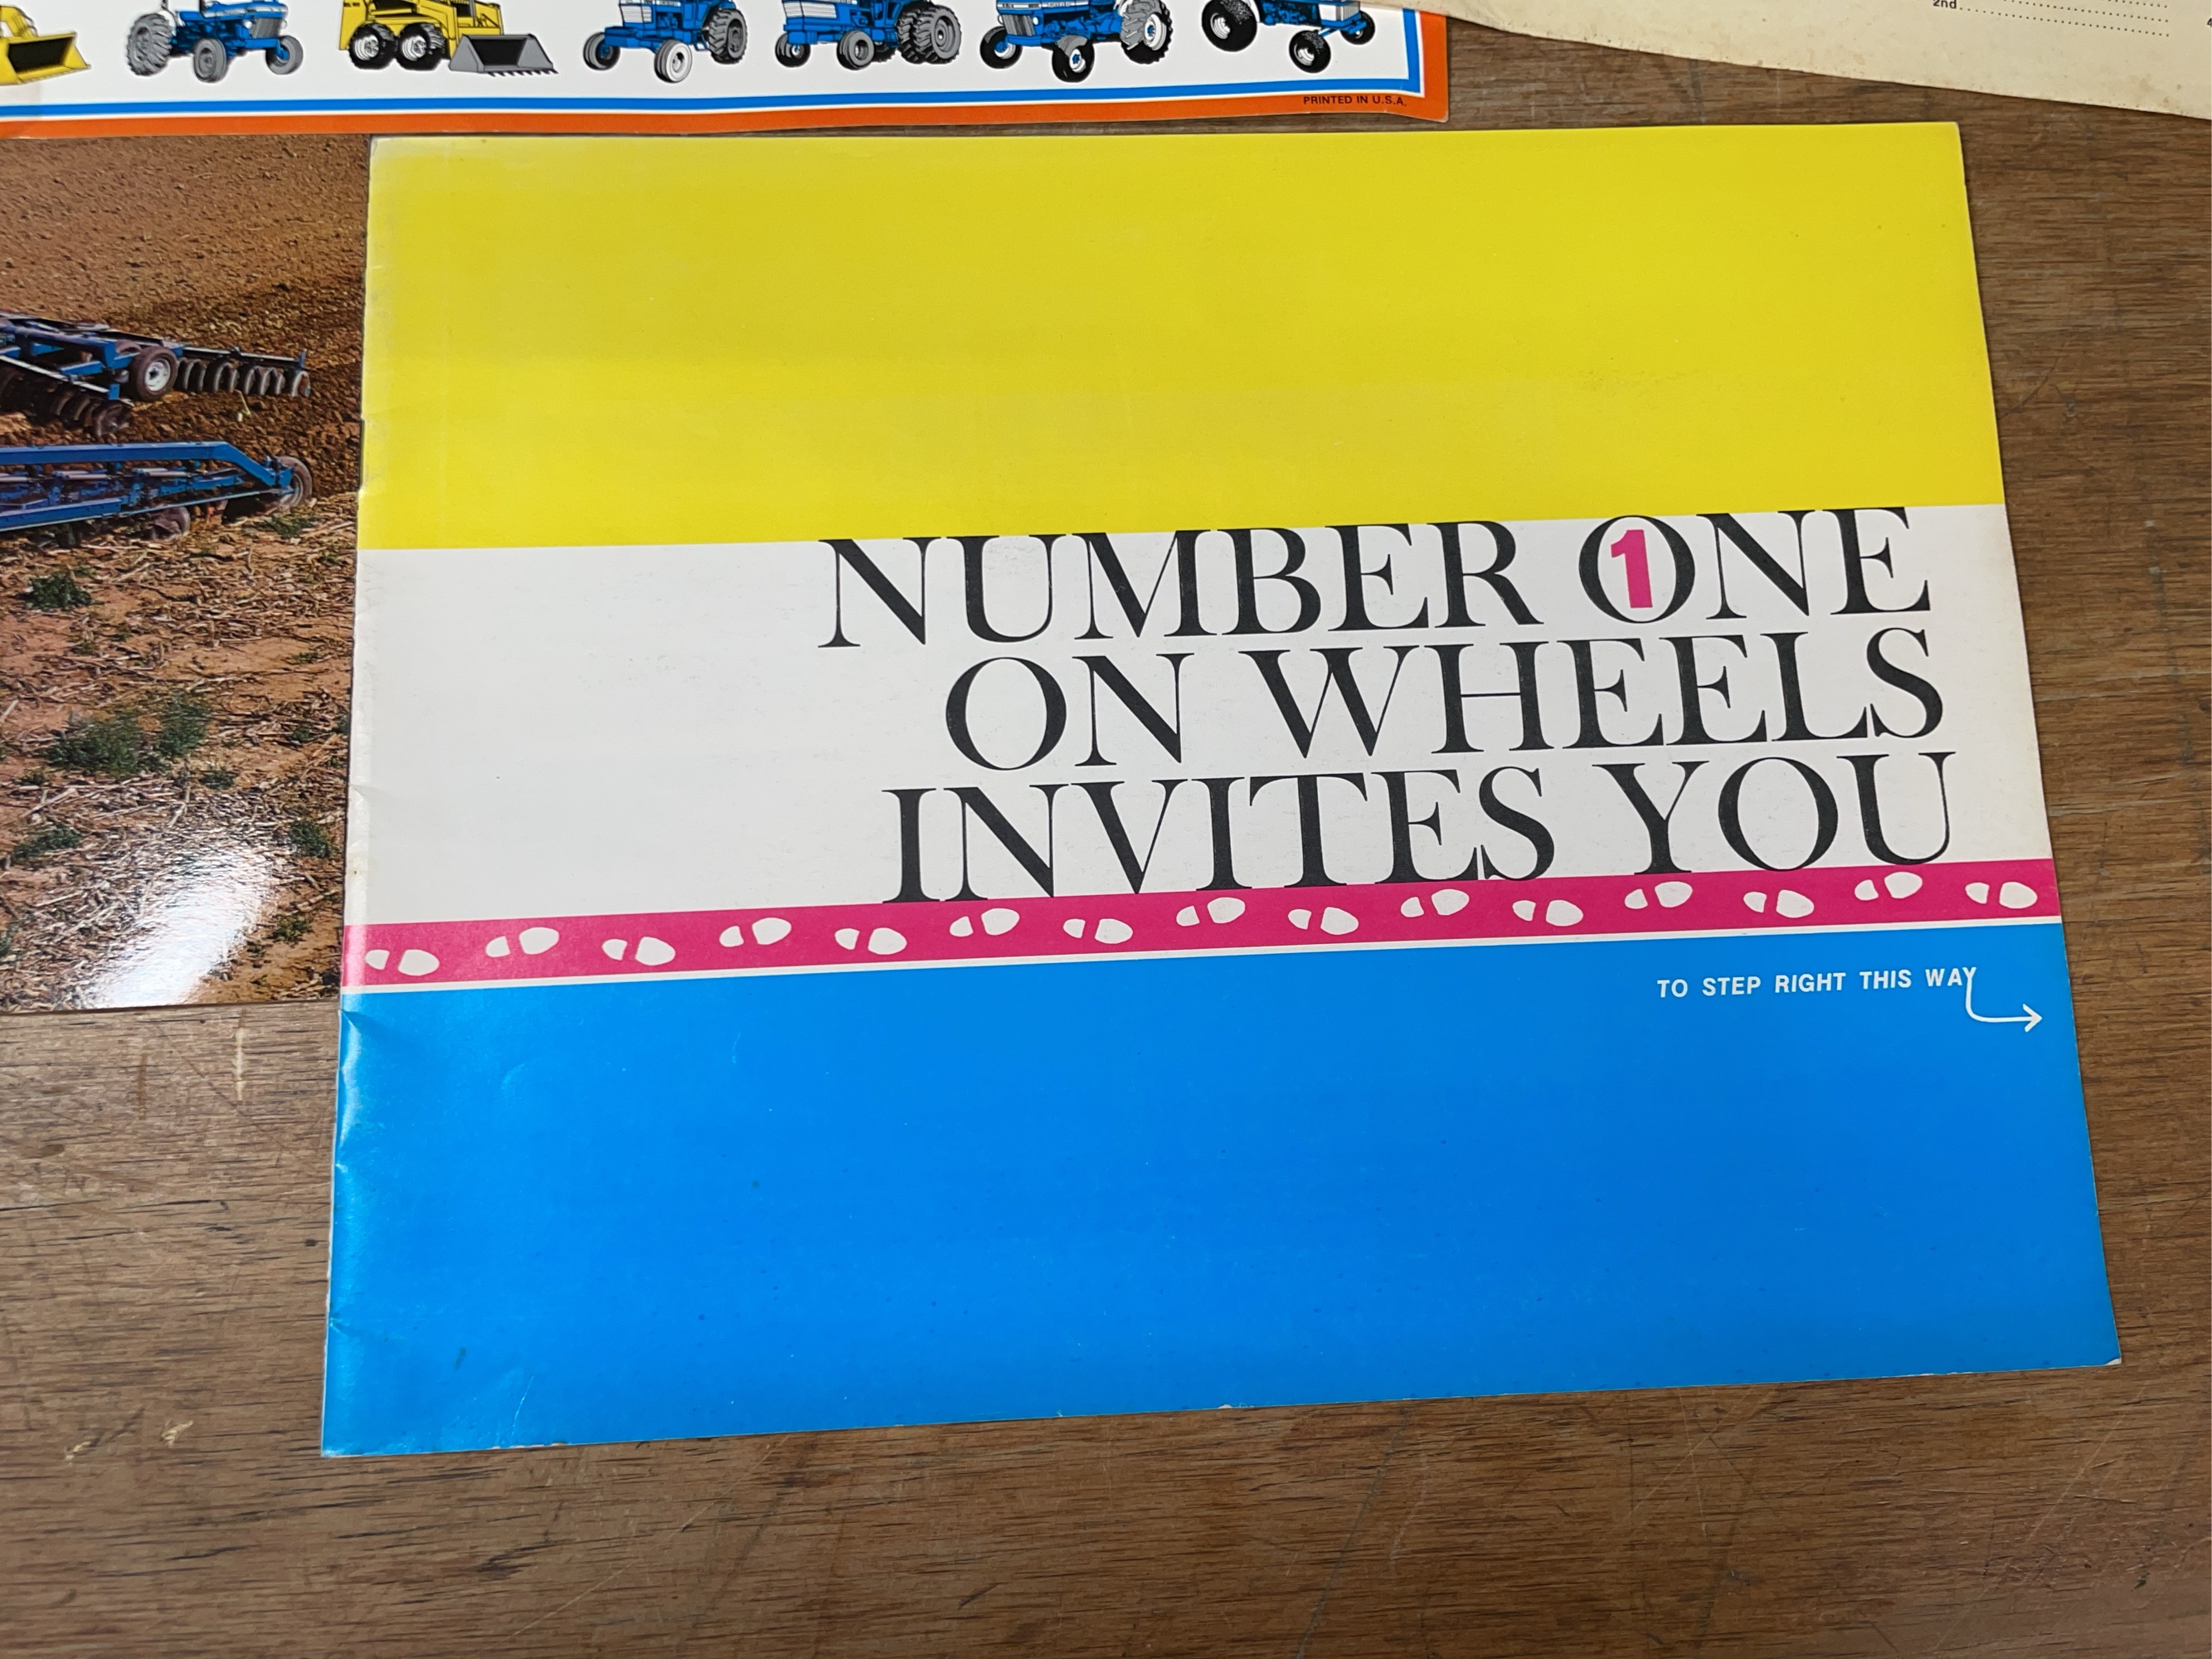 2nd
PRINTED IN U.S.A.
NUMBER ONE
1
ON WHEELS
INVITES YOU
TO STEP RIGHT THIS WAY